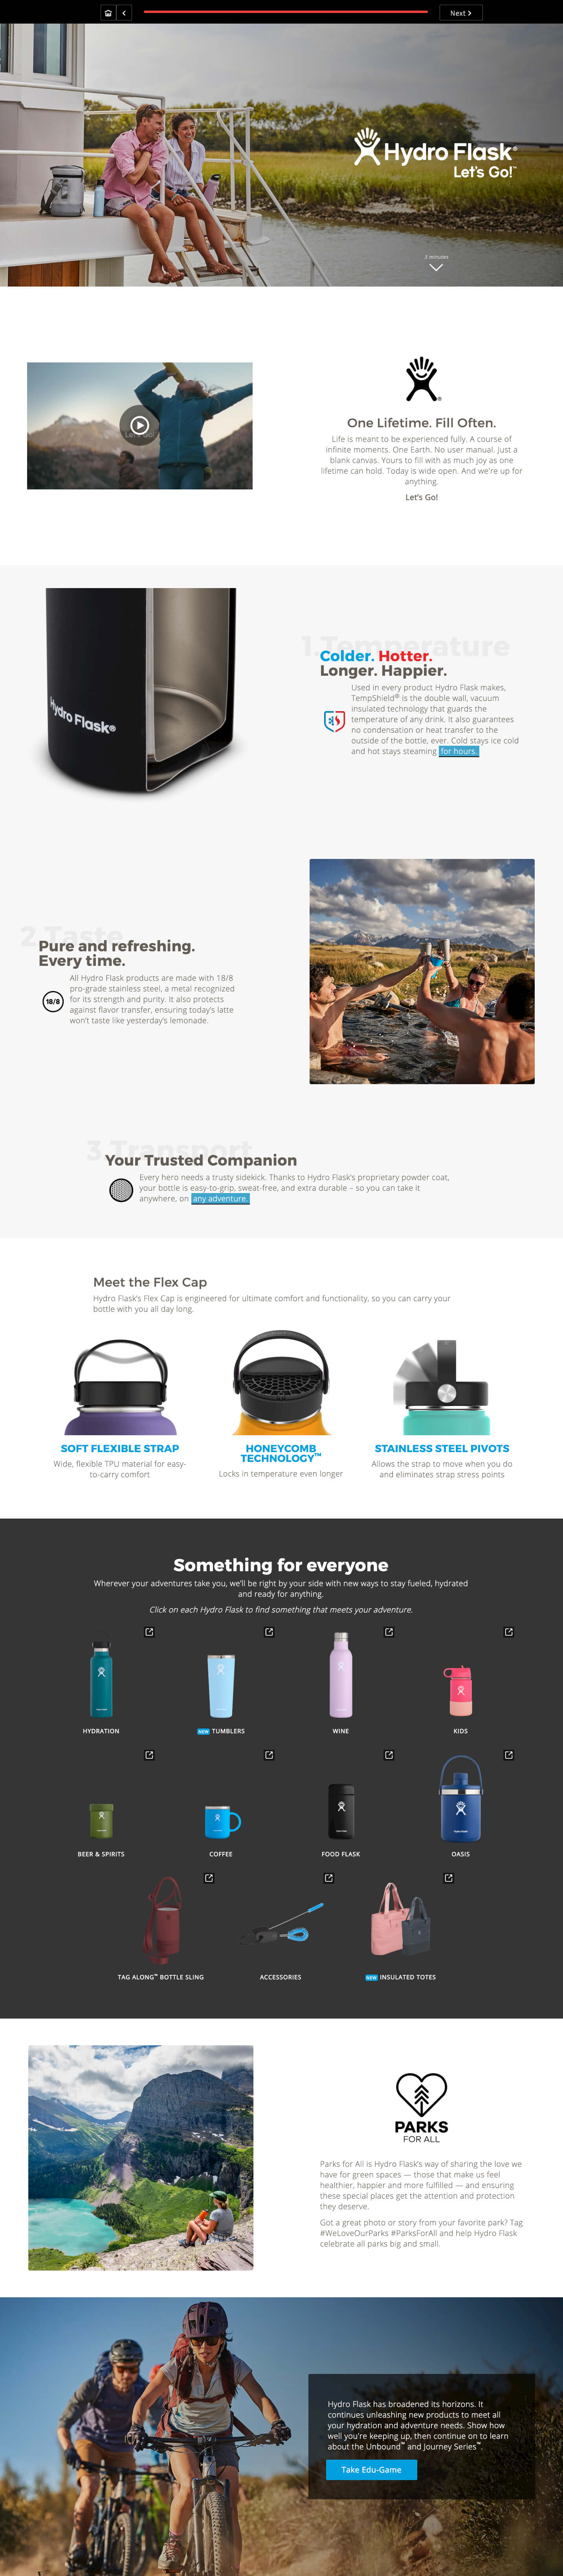 Next
Hydro Flask®
Let's Go!™
3 minutes
Let's Go!
One Lifetime. Fill Often.
Life is meant to be experienced fully. A course of
infinite moments. One Earth. No user manual. Just a
blank canvas. Yours to fill with as much joy as one
lifetime can hold. Today is wide open. And we're up for
anything.
Let's Go!
Hydro Flask®
1.Temperature
Colder. Hotter.
Longer. Happier.
Used in every product Hydro Flask makes,
TempShield® is the double wall, vacuum
insulated technology that guards the
temperature of any drink. It also guarantees
no condensation or heat transfer to the
outside of the bottle, ever. Cold stays ice cold
and hot stays steaming for hours.
2.Taste
Pure and refreshing.
Every time.
18/8
All Hydro Flask products are made with 18/8
pro-grade stainless steel, a metal recognized
for its strength and purity. It also protects
against flavor transfer, ensuring today's latte
won't taste like yesterday's lemonade.
3.Transport
Your Trusted Companion
Every hero needs a trusty sidekick. Thanks to Hydro Flask's proprietary powder coat,
your bottle is easy-to-grip, sweat-free, and extra durable – so you can take it
anywhere, on any adventure.
Meet the Flex Cap
Hydro Flask's Flex Cap is engineered for ultimate comfort and functionality, so you can carry your
bottle with you all day long.
SOFT FLEXIBLE STRAP
Wide, flexible TPU material for easy-
to-carry comfort
HONEYCOMB
TECHNOLOGY™
Locks in temperature even longer
STAINLESS STEEL PIVOTS
Allows the strap to move when you do
and eliminates strap stress points
Something for everyone
Wherever your adventures take you, we'll be right by your side with new ways to stay fueled, hydrated
and ready for anything.
Click on each Hydro Flask to find something that meets your adventure.
HYDRATION
NEW TUMBLERS
WINE
KIDS
BEER & SPIRITS
COFFEE
FOOD FLASK
OASIS
TAG ALONG™ BOTTLE SLING
ACCESSORIES
NEW INSULATED TOTES
PARKS
FOR ALL
Parks for All is Hydro Flask's way of sharing the love we
have for green spaces — those that make us feel
healthier, happier and more fulfilled — and ensuring
these special places get the attention and protection
they deserve.
Got a great photo or story from your favorite park? Tag
#WeLoveOurParks #ParksForAll and help Hydro Flask
celebrate all parks big and small.
Hydro Flask has broadened its horizons. It
continues unleashing new products to meet all
your hydration and adventure needs. Show how
well you're keeping up, then continue on to learn
about the Unbound™ and Journey Series™.
Take Edu-Game